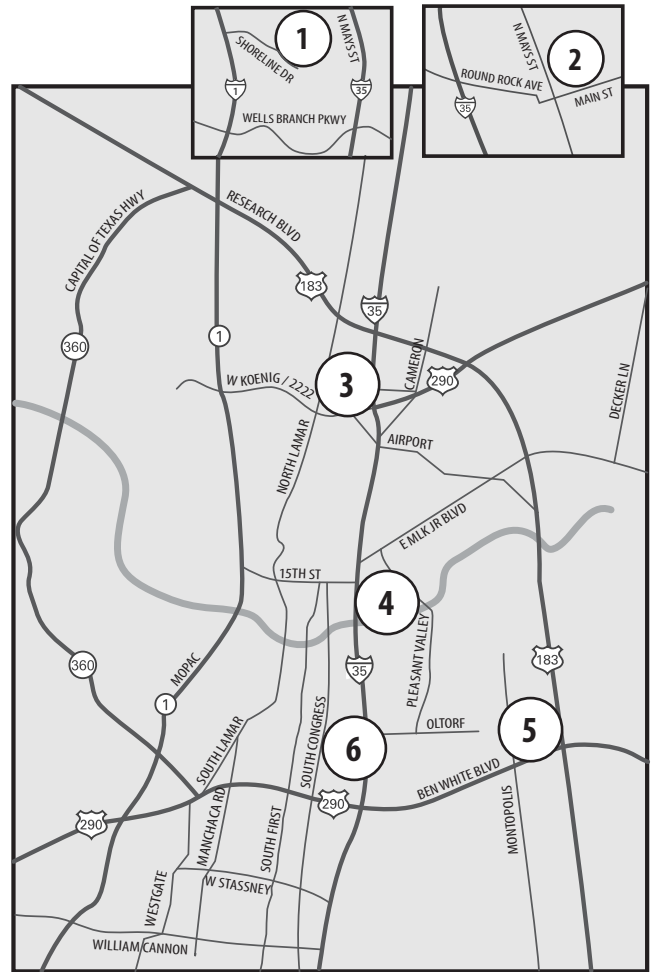 1
SHORELINE DR
N MAYS ST
1
35
WELLS BRANCH PKWY
N MAYS ST
2
ROUND ROCK AVE
MAIN ST
35
CAPITAL OF TEXAS HWY
RESEARCH BLVD
183
35
360
1
CAMERON
290
W KOENIG / 2222
3
DECKER LN
NORTH LAMAR
AIRPORT
E MLK JR BLVD
15TH ST
4
PLEASANT VALLEY
360
MOPAC
35
183
1
SOUTH LAMAR
SOUTH CONGRESS
6
OLTORF
5
290
MANCHACA RD
290
BEN WHITE BLVD
SOUTH FIRST
MONTOPOLIS
WESTGATE
W STASSNEY
WILLIAM CANNON